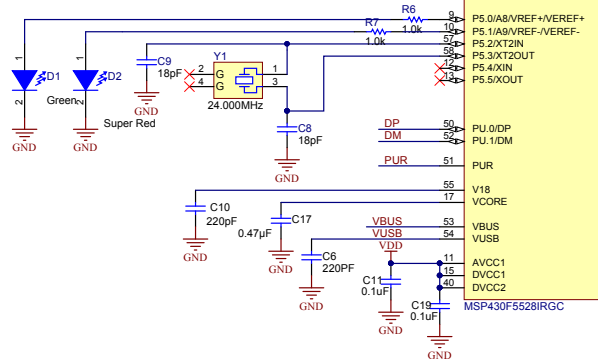 R6
1.0k
R7
1.0k
9
P5.0/A8/VREF+/VEREF+
10
P5.1/A9/VREF-/VEREF-
57
P5.2/XT2IN
58
P5.3/XT2OUT
12
P5.4/XIN
13
P5.5/XOUT
1
D1
2
GND
1
D2
Green
2
Super Red
GND
C9
18pF
GND
Y1
2 G 1
4 G 3
24.000MHz
C8
18pF
GND
DP 50 PU.0/DP
DM 52 PU.1/DM
PUR 51 PUR
55 V18
17 VCORE
C10
220pF
GND
C17
0.47µF
GND
VBUS 53 VBUS
VUSB 54 VUSB
C6
220PF
GND
VDD
11 AVCC1
15 DVCC1
40 DVCC2
C11
0.1uF
GND
C19
0.1uF
GND
MSP430F5528IRGC